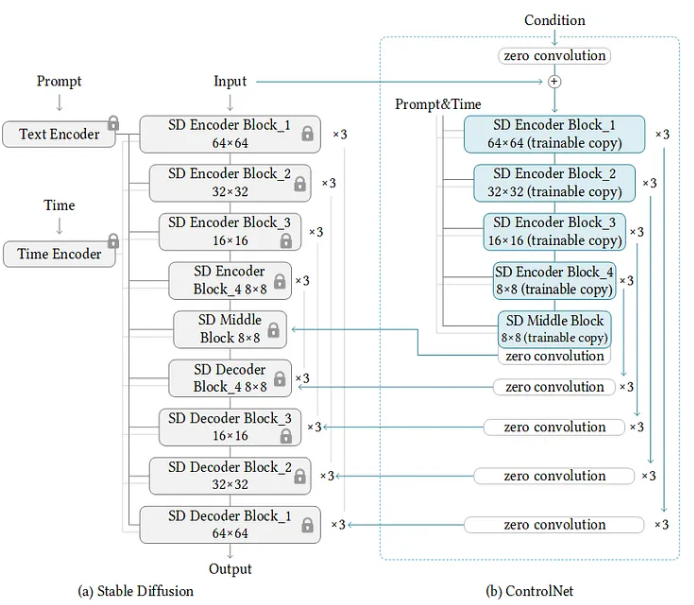 Condition
zero convolution
+
Prompt
Input
Prompt&Time
Text Encoder
SD Encoder Block_1
64×64
×3
SD Encoder Block_1
64×64 (trainable copy)
×3
SD Encoder Block_2
32×32
×3
SD Encoder Block_2
32×32 (trainable copy)
×3
Time
SD Encoder Block_3
16×16
×3
SD Encoder Block_3
16×16 (trainable copy)
×3
Time Encoder
SD Encoder
Block_4 8×8
×3
SD Encoder Block_4
8×8 (trainable copy)
×3
SD Middle
Block 8×8
SD Middle Block
8×8 (trainable copy)
zero convolution
SD Decoder
Block_4 8×8
×3
zero convolution
×3
SD Decoder Block_3
16×16
×3
zero convolution
×3
SD Decoder Block_2
32×32
×3
zero convolution
×3
SD Decoder Block_1
64×64
×3
zero convolution
×3
Output
(a) Stable Diffusion
(b) ControlNet